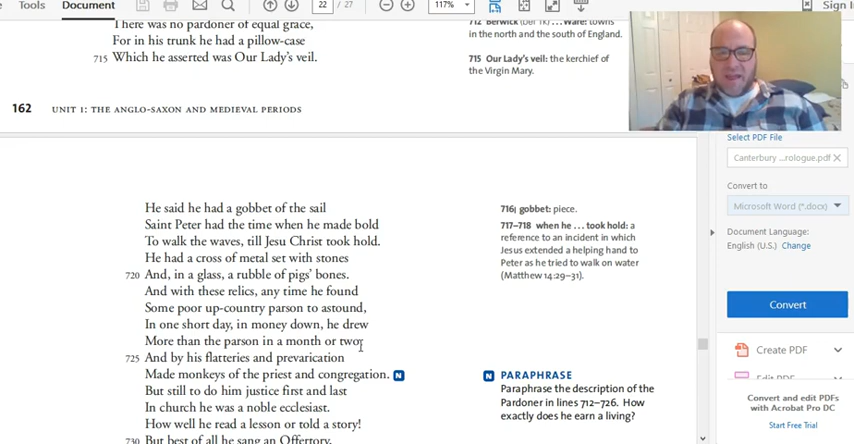 Tools Document 22 / 27 117% Sign In
There was no pardoner of equal grace,
For in his trunk he had a pillow-case
715 Which he asserted was Our Lady's veil.
712 Berwick … Ware: towns
in the north and the south of England.
715 Our Lady's veil: the kerchief of
the Virgin Mary.
162 UNIT 1: THE ANGLO-SAXON AND MEDIEVAL PERIODS
He said he had a gobbet of the sail
Saint Peter had the time when he made bold
To walk the waves, till Jesu Christ took hold.
He had a cross of metal set with stones
720 And, in a glass, a rubble of pigs' bones.
And with these relics, any time he found
Some poor up-country parson to astound,
In one short day, in money down, he drew
More than the parson in a month or two,
725 And by his flatteries and prevarication
Made monkeys of the priest and congregation. N
But still to do him justice first and last
In church he was a noble ecclesiast.
How well he read a lesson or told a story!
730 But best of all he sang an Offertory,
716 gobbet: piece.
717–718 when he … took hold: a
reference to an incident in which
Jesus extended a helping hand to
Peter as he tried to walk on water
(Matthew 14:29–31).
N PARAPHRASE
Paraphrase the description of the
Pardoner in lines 712–726. How
exactly does he earn a living?
Select PDF File
Canterbury ...rologue.pdf
Convert to
Microsoft Word (*.docx)
Document Language:
English (U.S.) Change
Convert
Create PDF
Edit PDF
Convert and edit PDFs
with Acrobat Pro DC
Start Free Trial